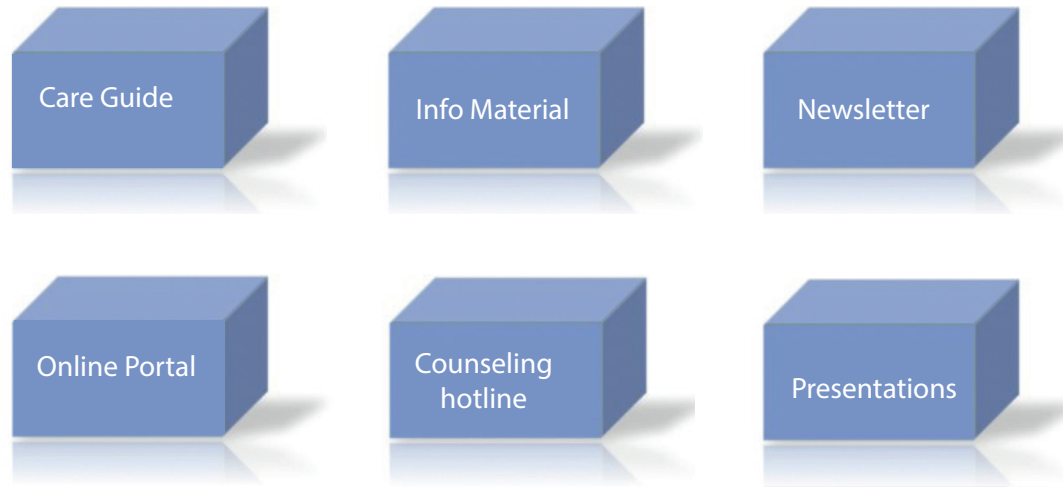 Care Guide
Info Material
Newsletter
Online Portal
Counseling
hotline
Presentations